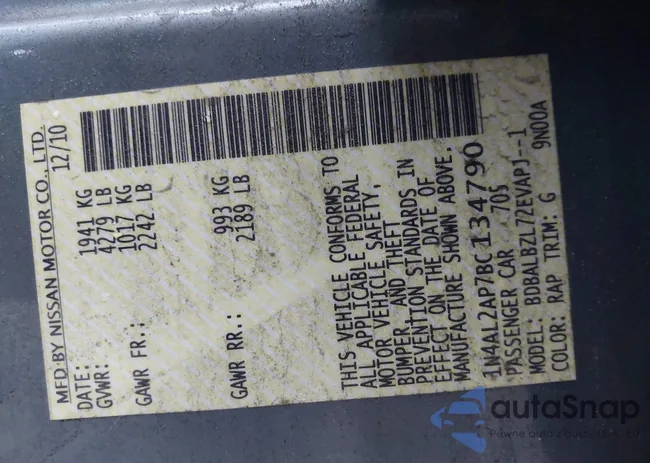 MFD BY NISSAN MOTOR CO., LTD.
DATE: 12/10
GVWR: 1941 KG
4279 LB
GAWR FR.: 1017 KG
2242 LB
GAWR RR.: 993 KG
2189 LB
THIS VEHICLE CONFORMS TO
ALL APPLICABLE FEDERAL
MOTOR VEHICLE SAFETY,
BUMPER, AND THEFT
PREVENTION STANDARDS IN
EFFECT ON THE DATE OF
MANUFACTURE SHOWN ABOVE.
1N4AL2AP7BC134790
PASSENGER CAR 705
MODEL: BDBALBZL72EVAPJ--1
COLOR: RAP TRIM: G 9N00A
autaSnap